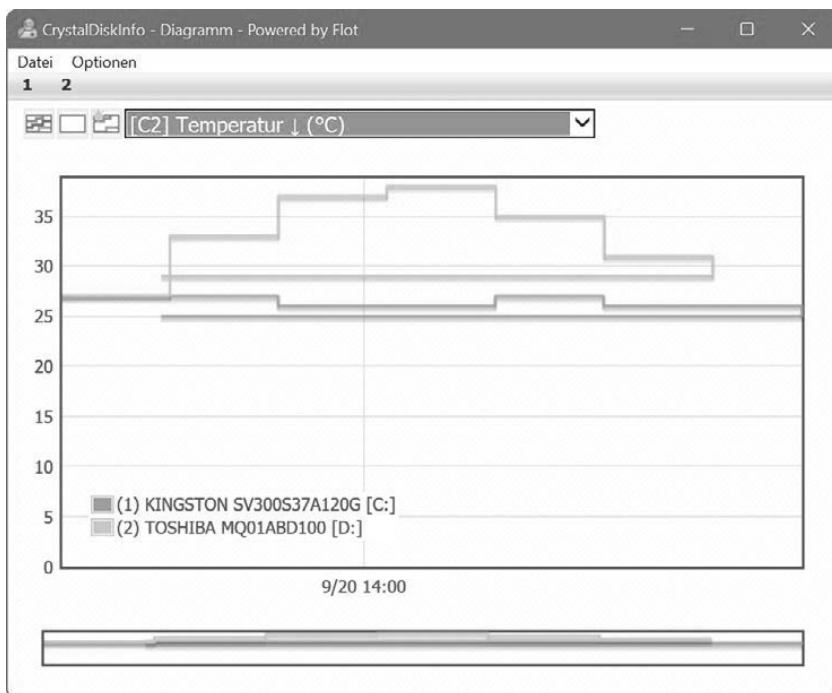 CrystalDiskInfo - Diagramm - Powered by Flot
Datei Optionen
1 2
[C2] Temperatur ↓ (°C)
35
30
25
20
15
10
5
0
(1) KINGSTON SV300S37A120G [C:]
(2) TOSHIBA MQ01ABD100 [D:]
9/20 14:00